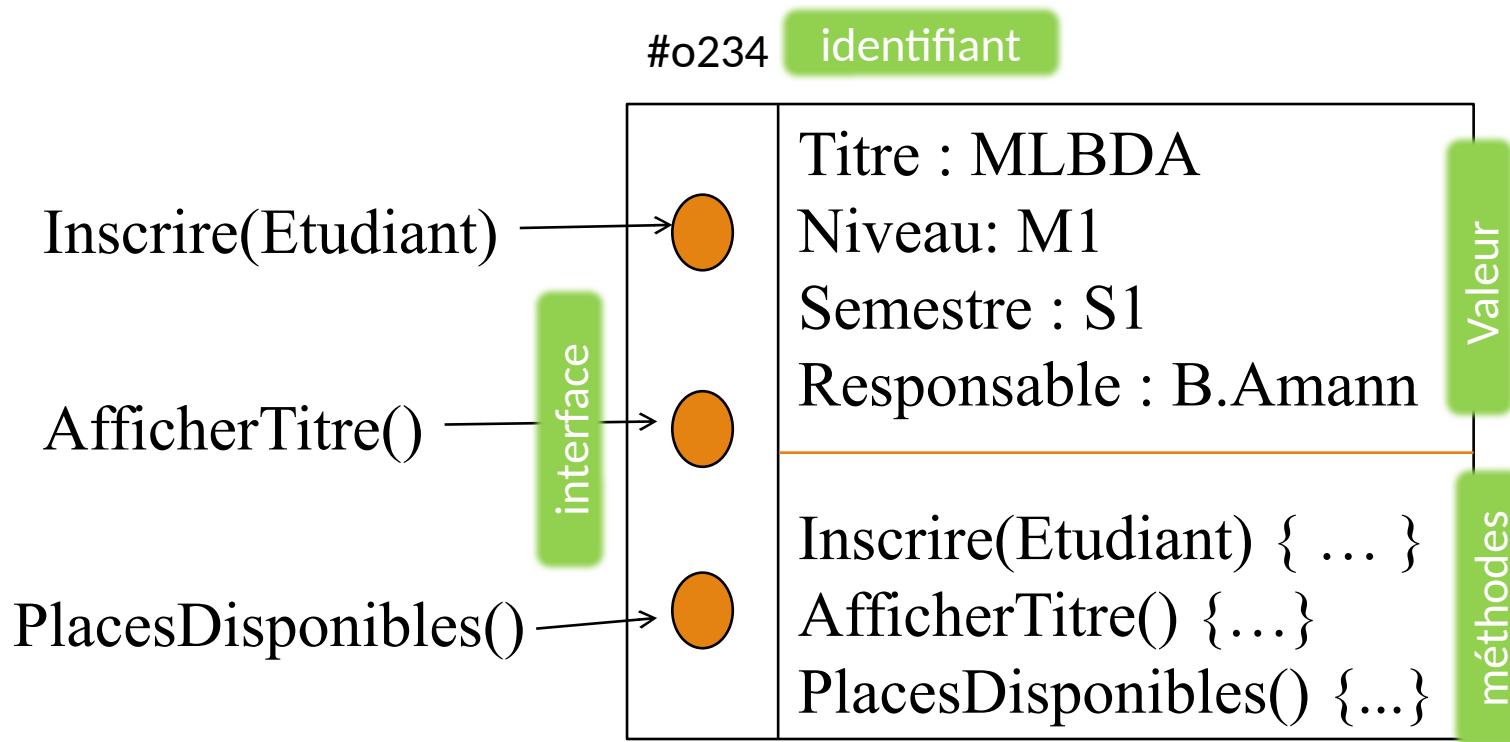 #o234 identifiant
Titre : MLBDA
Niveau: M1
Semestre : S1
Responsable : B.Amann
Valeur
Inscrire(Etudiant)
AfficherTitre()
PlacesDisponibles()
interface
Inscrire(Etudiant) { … }
AfficherTitre() {…}
PlacesDisponibles() {...}
méthodes